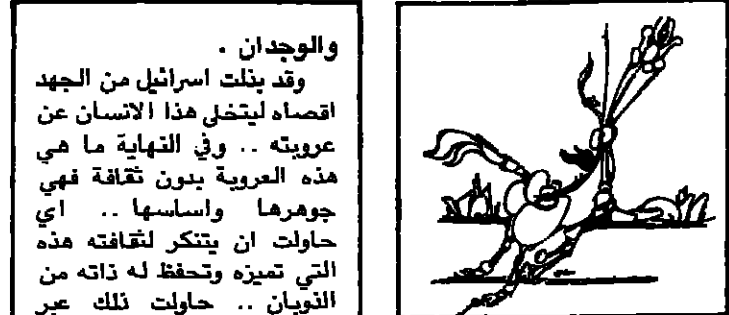 والوجدان .
وقد بذلت اسرائيل من الجهد
اقصاه ليتخلى هذا الانسان عن
عروبته .. وفي النهاية ما هي
هذه العروبة بدون ثقافة فهي
جوهرها واساسها .. اي
حاولت ان يتنكر لثقافته هذه
التي تميزه وتحفظ له ذاته من
الذوبان .. حاولت ذلك عبر